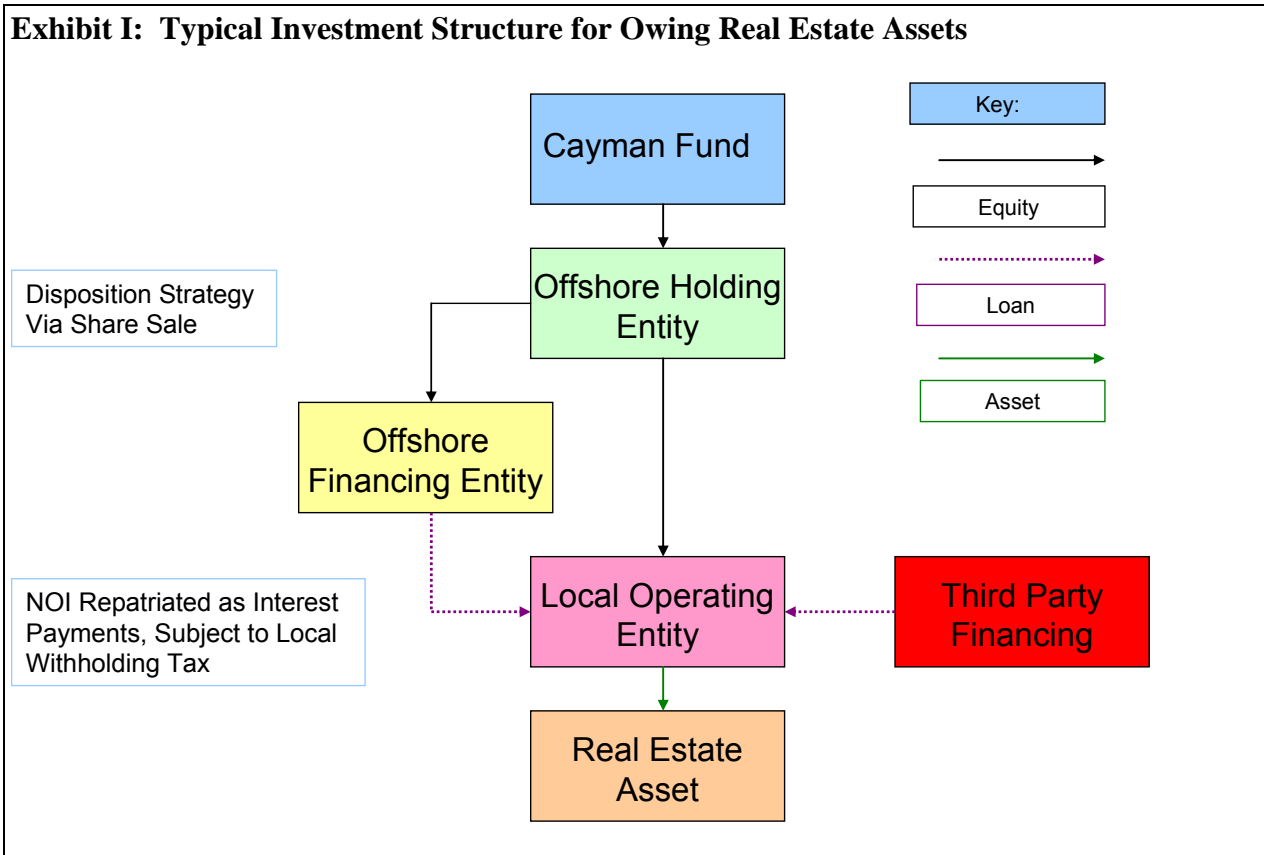 Exhibit I: Typical Investment Structure for Owing Real Estate Assets
Cayman Fund
Key:
Equity
Loan
Asset
Disposition Strategy
Via Share Sale
Offshore Holding
Entity
Offshore
Financing Entity
NOI Repatriated as Interest
Payments, Subject to Local
Withholding Tax
Local Operating
Entity
Third Party
Financing
Real Estate
Asset